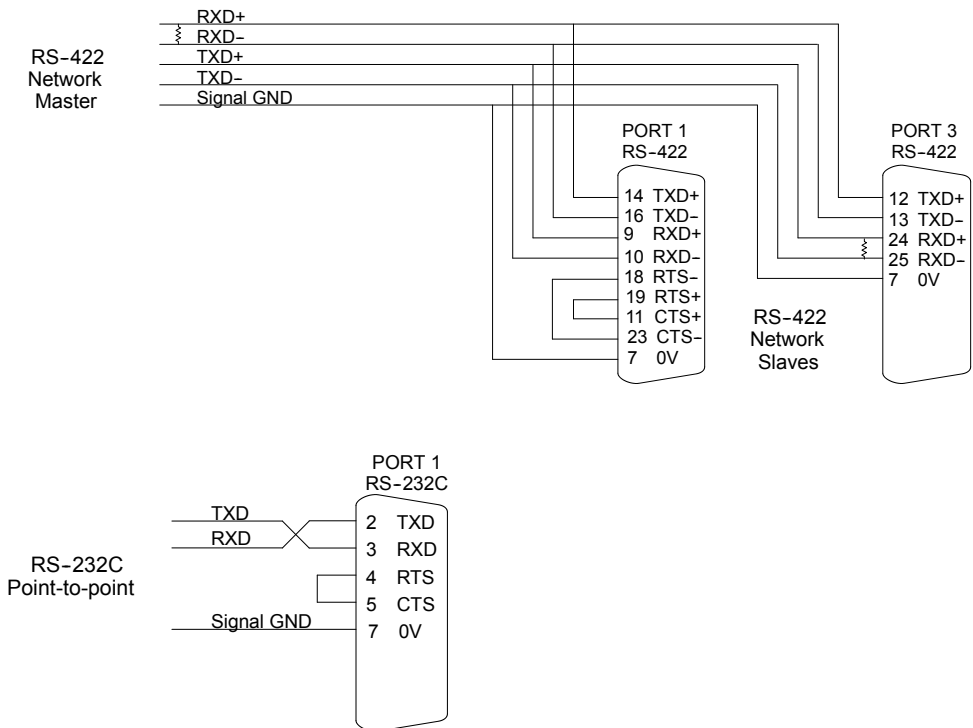 RXD+
RXD-
TXD+
TXD-
Signal GND
RS-422
Network
Master
PORT 1
RS-422
14 TXD+
16 TXD-
9 RXD+
10 RXD-
18 RTS-
19 RTS+
11 CTS+
23 CTS-
7 0V
PORT 3
RS-422
12 TXD+
13 TXD-
24 RXD+
25 RXD-
7 0V
RS-422
Network
Slaves
PORT 1
RS-232C
TXD
RXD
Signal GND
RS-232C
Point-to-point
2 TXD
3 RXD
4 RTS
5 CTS
7 0V